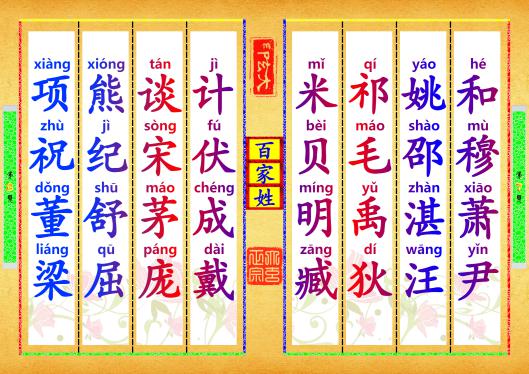 hé mù xiāo yǐn
和穆萧尹
yáo shào zhàn wāng
姚邵湛汪
qí máo yǔ dí
祁毛禹狄
mǐ bèi míng zāng
米贝明臧
百家姓
jì fú chéng dài
计伏成戴
tán sòng máo páng
谈宋茅庞
xióng jì shū qū
熊纪舒屈
xiàng zhù dǒng liáng
项祝董梁